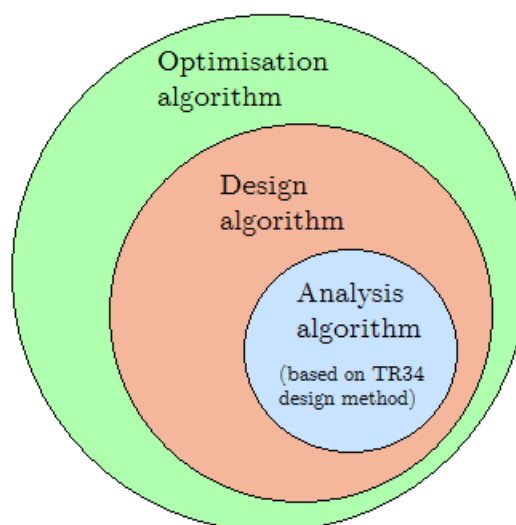 Optimisation
algorithm
Design
algorithm
Analysis
algorithm
(based on TR34
design method)